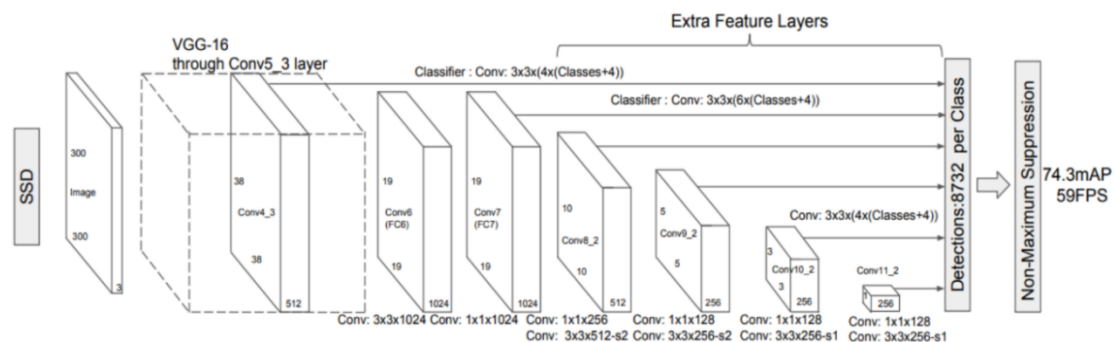 Extra Feature Layers
VGG-16
through Conv5_3 layer
Classifier : Conv: 3x3x(4x(Classes+4))
Classifier : Conv: 3x3x(6x(Classes+4))
SSD
300
Image
300
3
38
Conv4_3
38
512
19
Conv6
(FC6)
19
1024
19
Conv7
(FC7)
19
1024
10
Conv8_2
10
512
5
Conv9_2
5
256
Conv: 3x3x(4x(Classes+4))
3
Conv10_2
3
256
Conv11_2
1
256
Detections:8732 per Class
Non-Maximum Suppression
74.3mAP
59FPS
Conv: 3x3x1024
Conv: 1x1x1024
Conv: 1x1x256
Conv: 3x3x512-s2
Conv: 1x1x128
Conv: 3x3x256-s2
Conv: 1x1x128
Conv: 3x3x256-s1
Conv: 1x1x128
Conv: 3x3x256-s1